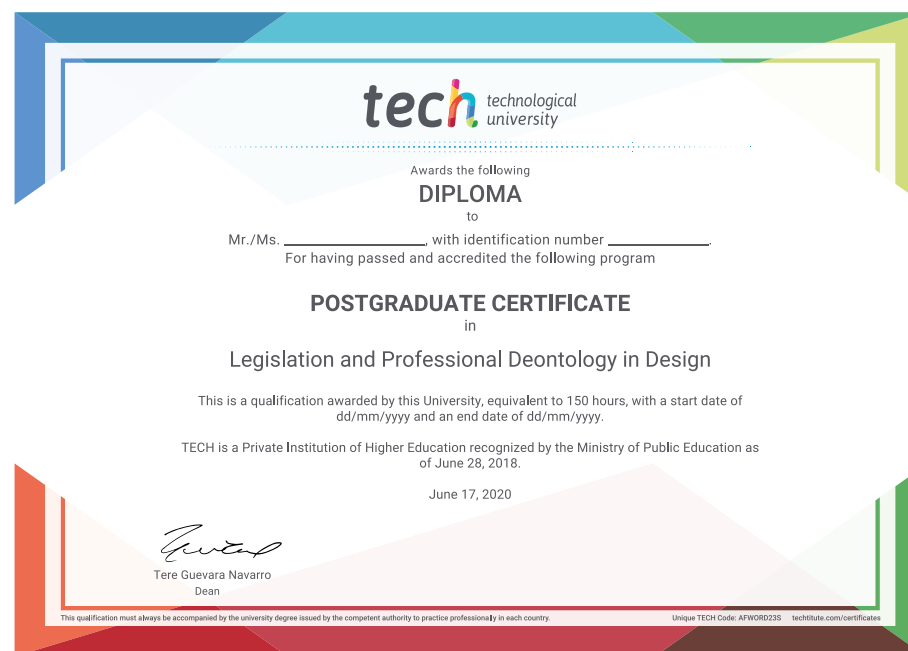 tech technological
university
Awards the following
DIPLOMA
to
Mr./Ms. ____________________, with identification number ______________.
For having passed and accredited the following program
POSTGRADUATE CERTIFICATE
in
Legislation and Professional Deontology in Design
This is a qualification awarded by this University, equivalent to 150 hours, with a start date of
dd/mm/yyyy and an end date of dd/mm/yyyy.
TECH is a Private Institution of Higher Education recognized by the Ministry of Public Education as
of June 28, 2018.
June 17, 2020
Tere Guevara Navarro
Dean
This qualification must always be accompanied by the university degree issued by the competent authority to practice professionally in each country. Unique TECH Code: AFWORD23S techtitute.com/certificates